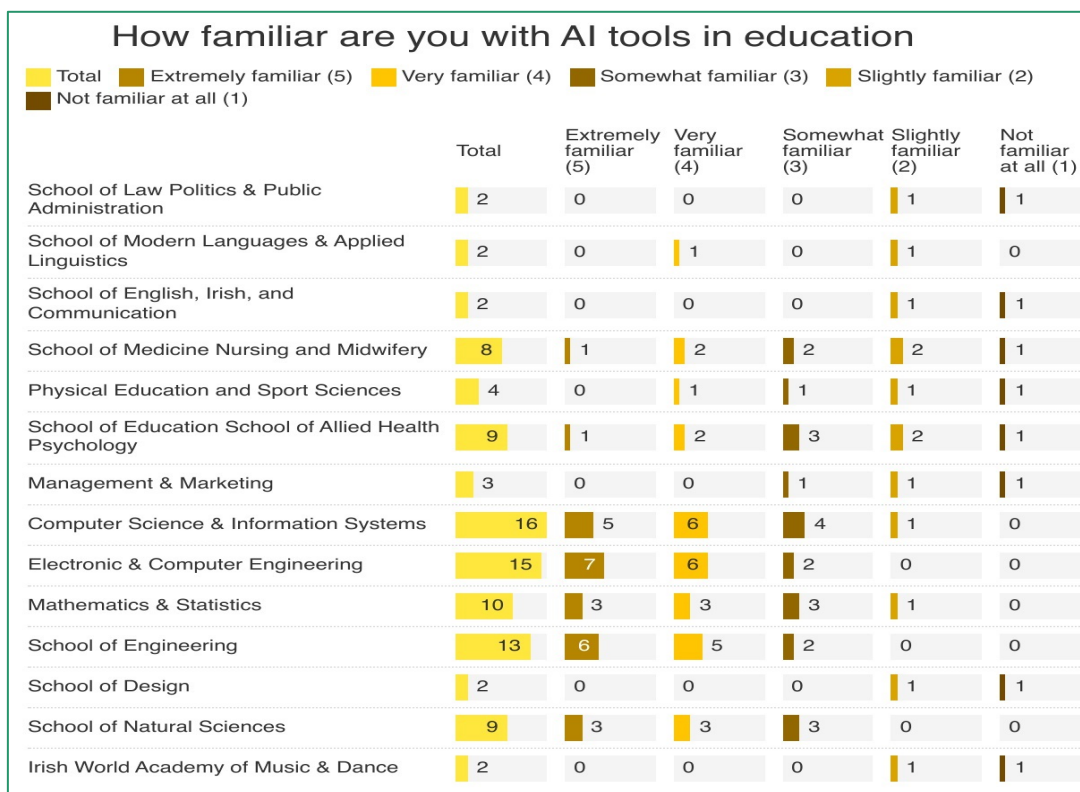 How familiar are you with AI tools in education
Total Extremely familiar (5) Very familiar (4) Somewhat familiar (3) Slightly familiar (2)
Not familiar at all (1)
Total Extremely familiar (5) Very familiar (4) Somewhat familiar (3) Slightly familiar (2) Not familiar at all (1)
School of Law Politics & Public
Administration 2 0 0 0 1 1
School of Modern Languages & Applied
Linguistics 2 0 1 0 1 0
School of English, Irish, and
Communication 2 0 0 0 1 1
School of Medicine Nursing and Midwifery 8 1 2 2 2 1
Physical Education and Sport Sciences 4 0 1 1 1 1
School of Education School of Allied Health
Psychology 9 1 2 3 2 1
Management & Marketing 3 0 0 1 1 1
Computer Science & Information Systems 16 5 6 4 1 0
Electronic & Computer Engineering 15 7 6 2 0 0
Mathematics & Statistics 10 3 3 3 1 0
School of Engineering 13 6 5 2 0 0
School of Design 2 0 0 0 1 1
School of Natural Sciences 9 3 3 3 0 0
Irish World Academy of Music & Dance 2 0 0 0 1 1